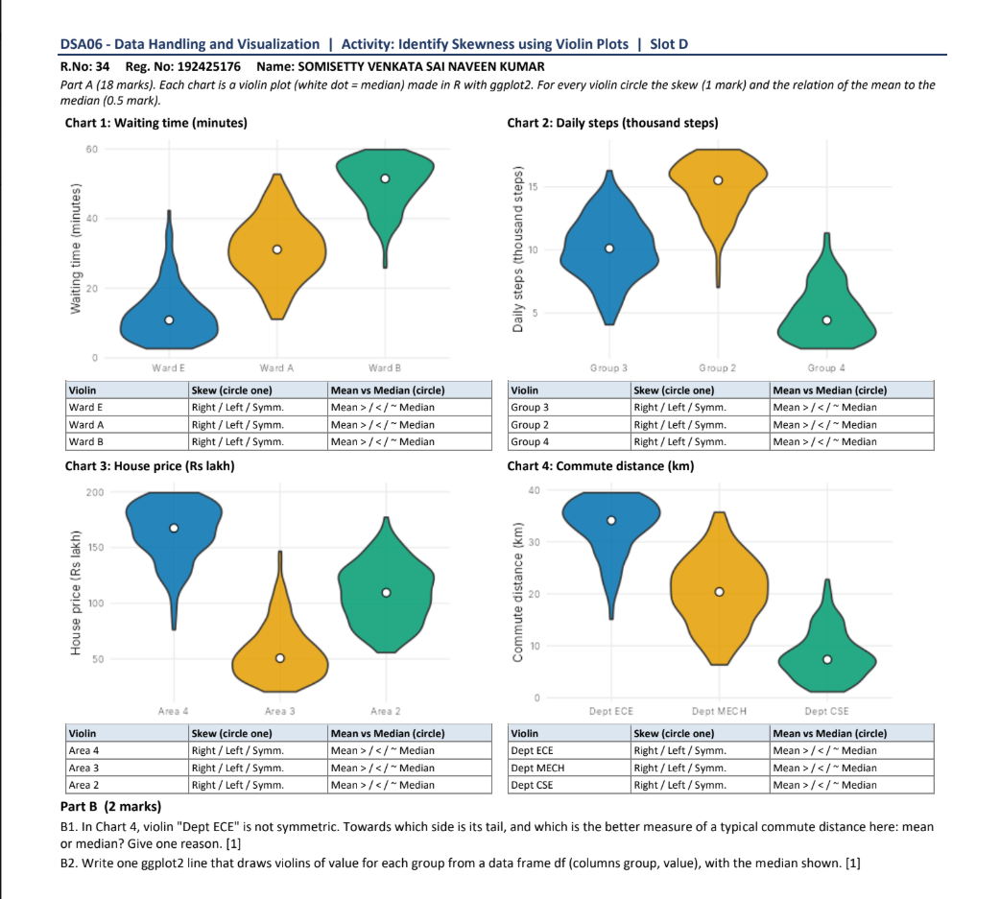 DSA06 - Data Handling and Visualization | Activity: Identify Skewness using Violin Plots | Slot D
R.No: 34 Reg. No: 192425176 Name: SOMISETTY VENKATA SAI NAVEEN KUMAR
Part A (18 marks). Each chart is a violin plot (white dot = median) made in R with ggplot2. For every violin circle the skew (1 mark) and the relation of the mean to the
median (0.5 mark).
Chart 1: Waiting time (minutes)
Waiting time (minutes)
60
40
20
0
Ward E Ward A Ward B
Violin Skew (circle one) Mean vs Median (circle)
Ward E Right / Left / Symm. Mean > / < / ~ Median
Ward A Right / Left / Symm. Mean > / < / ~ Median
Ward B Right / Left / Symm. Mean > / < / ~ Median
Chart 2: Daily steps (thousand steps)
Daily steps (thousand steps)
15
10
5
Group 3 Group 2 Group 4
Violin Skew (circle one) Mean vs Median (circle)
Group 3 Right / Left / Symm. Mean > / < / ~ Median
Group 2 Right / Left / Symm. Mean > / < / ~ Median
Group 4 Right / Left / Symm. Mean > / < / ~ Median
Chart 3: House price (Rs lakh)
House price (Rs lakh)
200
150
100
50
Area 4 Area 3 Area 2
Violin Skew (circle one) Mean vs Median (circle)
Area 4 Right / Left / Symm. Mean > / < / ~ Median
Area 3 Right / Left / Symm. Mean > / < / ~ Median
Area 2 Right / Left / Symm. Mean > / < / ~ Median
Chart 4: Commute distance (km)
Commute distance (km)
40
30
20
10
0
Dept ECE Dept MECH Dept CSE
Violin Skew (circle one) Mean vs Median (circle)
Dept ECE Right / Left / Symm. Mean > / < / ~ Median
Dept MECH Right / Left / Symm. Mean > / < / ~ Median
Dept CSE Right / Left / Symm. Mean > / < / ~ Median
Part B (2 marks)
B1. In Chart 4, violin "Dept ECE" is not symmetric. Towards which side is its tail, and which is the better measure of a typical commute distance here: mean
or median? Give one reason. [1]
B2. Write one ggplot2 line that draws violins of value for each group from a data frame df (columns group, value), with the median shown. [1]